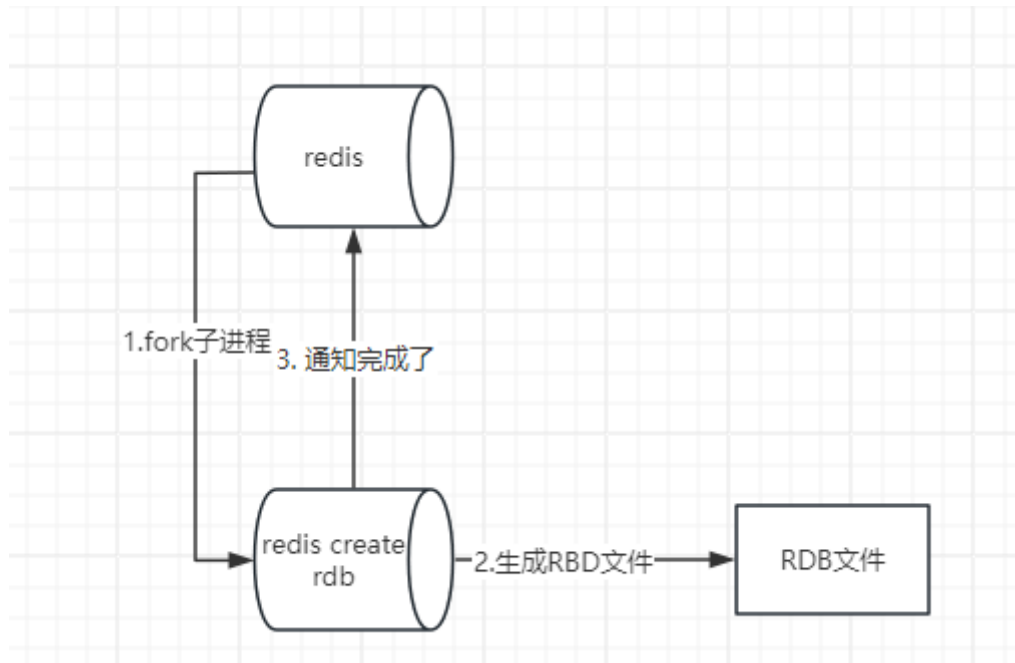 redis
1.fork子进程
3. 通知完成了
redis create
rdb
2.生成RBD文件
RDB文件